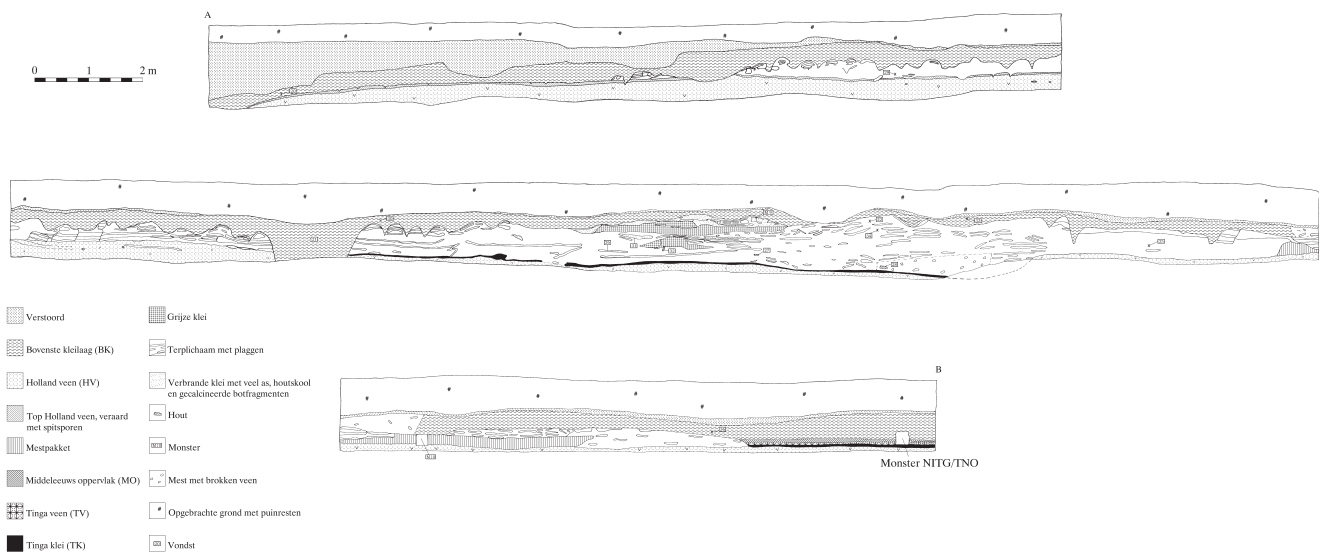 A
0 1 2 m
B
Monster NITG/TNO
Verstoord
Bovenste kleilaag (BK)
Holland veen (HV)
Top Holland veen, veraard
met spitsporen
Mestpakket
Middeleeuws oppervlak (MO)
Tinga veen (TV)
Tinga klei (TK)
Grijze klei
Terplichaam met plaggen
Verbrande klei met veel as, houtskool
en gecalcineerde botfragmenten
Hout
Monster
Mest met brokken veen
Opgebrachte grond met puinresten
Vondst